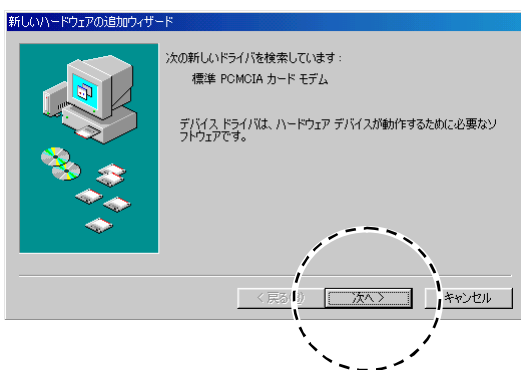 新しいハードウェアの追加ウィザード
次の新しいドライバを検索しています :
標準 PCMCIA カード モデム
デバイス ドライバは、ハードウェア デバイスが動作するために必要なソ
フトウェアです。
< 戻る
次へ >
キャンセル